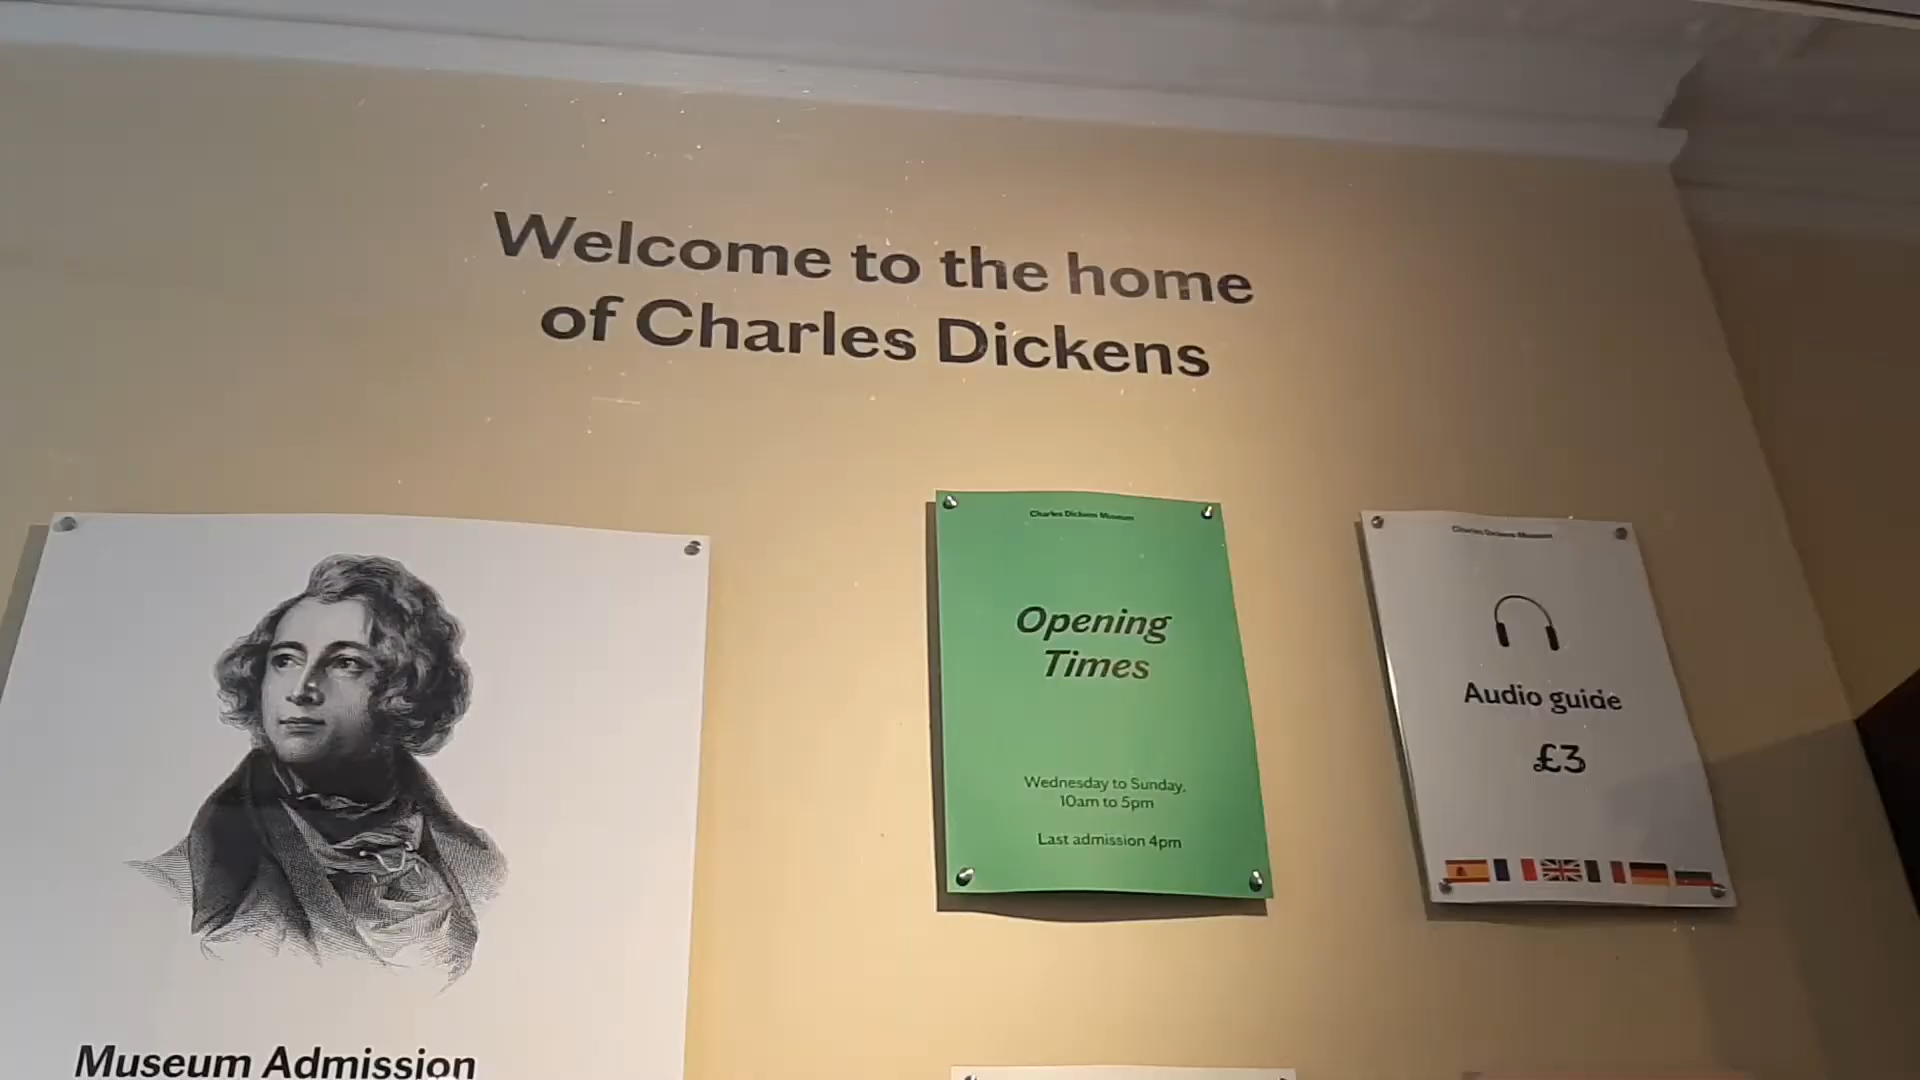 Welcome to the home
of Charles Dickens
Charles Dickens Museum
Opening
Times
Wednesday to Sunday,
10am to 5pm
Last admission 4pm
Charles Dickens Museum
Audio guide
£3
Museum Admission